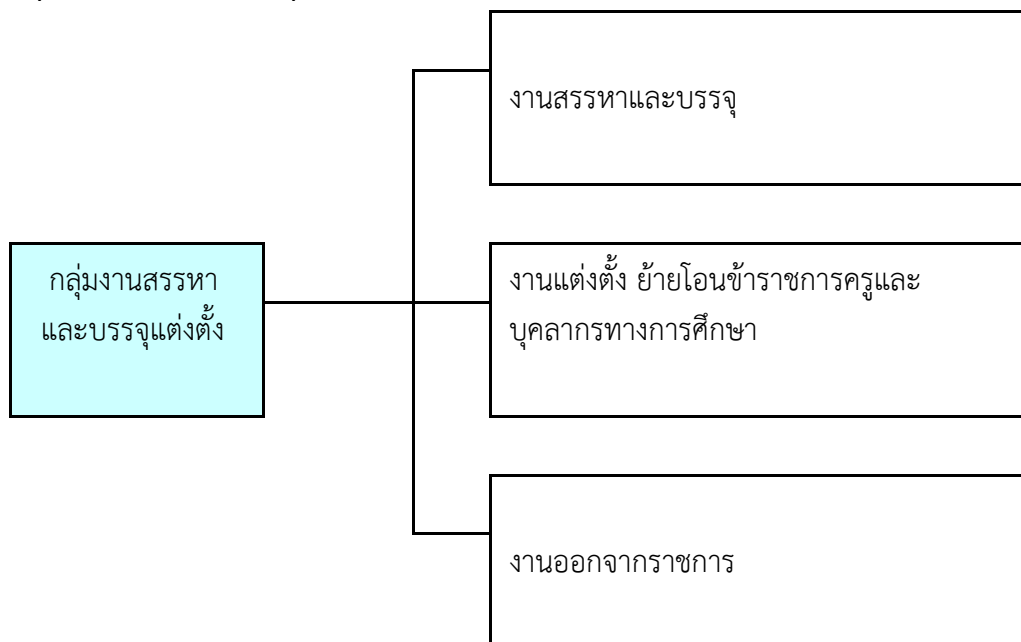 กลุ่มงานสรรหา
และบรรจุแต่งตั้ง
งานสรรหาและบรรจุ
งานแต่งตั้ง ย้ายโอนข้าราชการครูและ
บุคลากรทางการศึกษา
งานออกจากราชการ